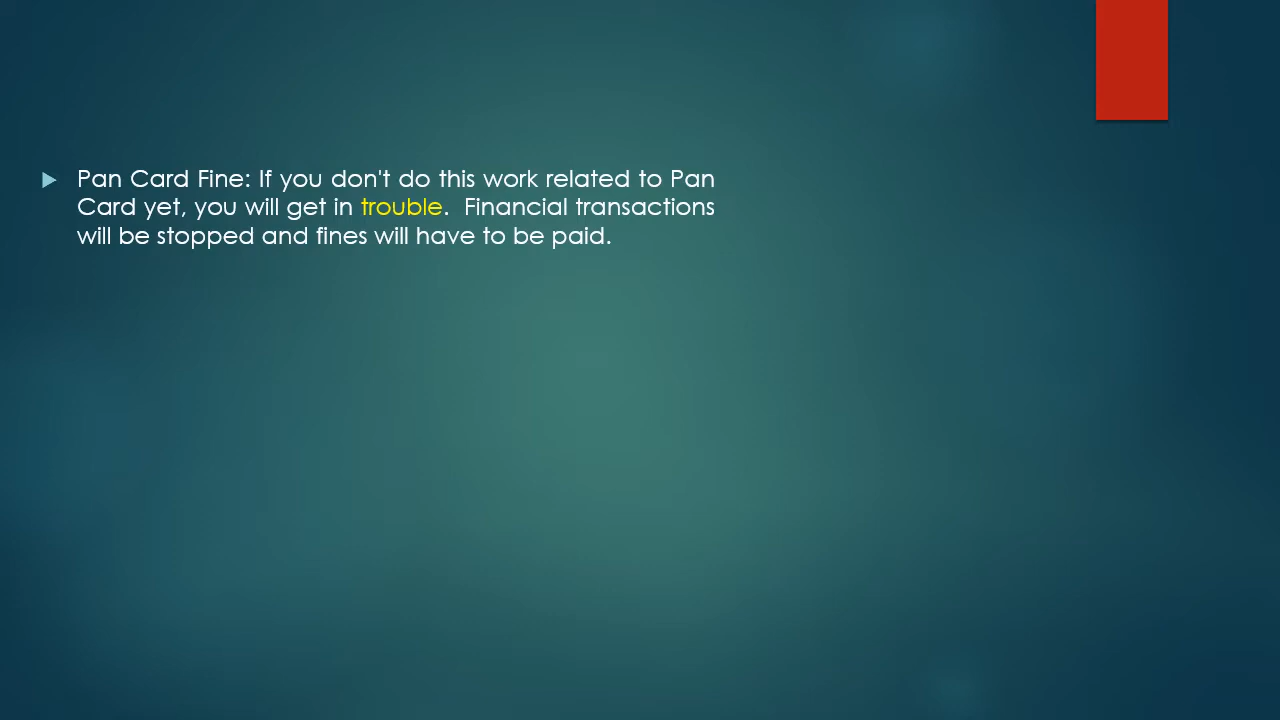 Pan Card Fine: If you don't do this work related to Pan
Card yet, you will get in trouble.  Financial transactions
will be stopped and fines will have to be paid.